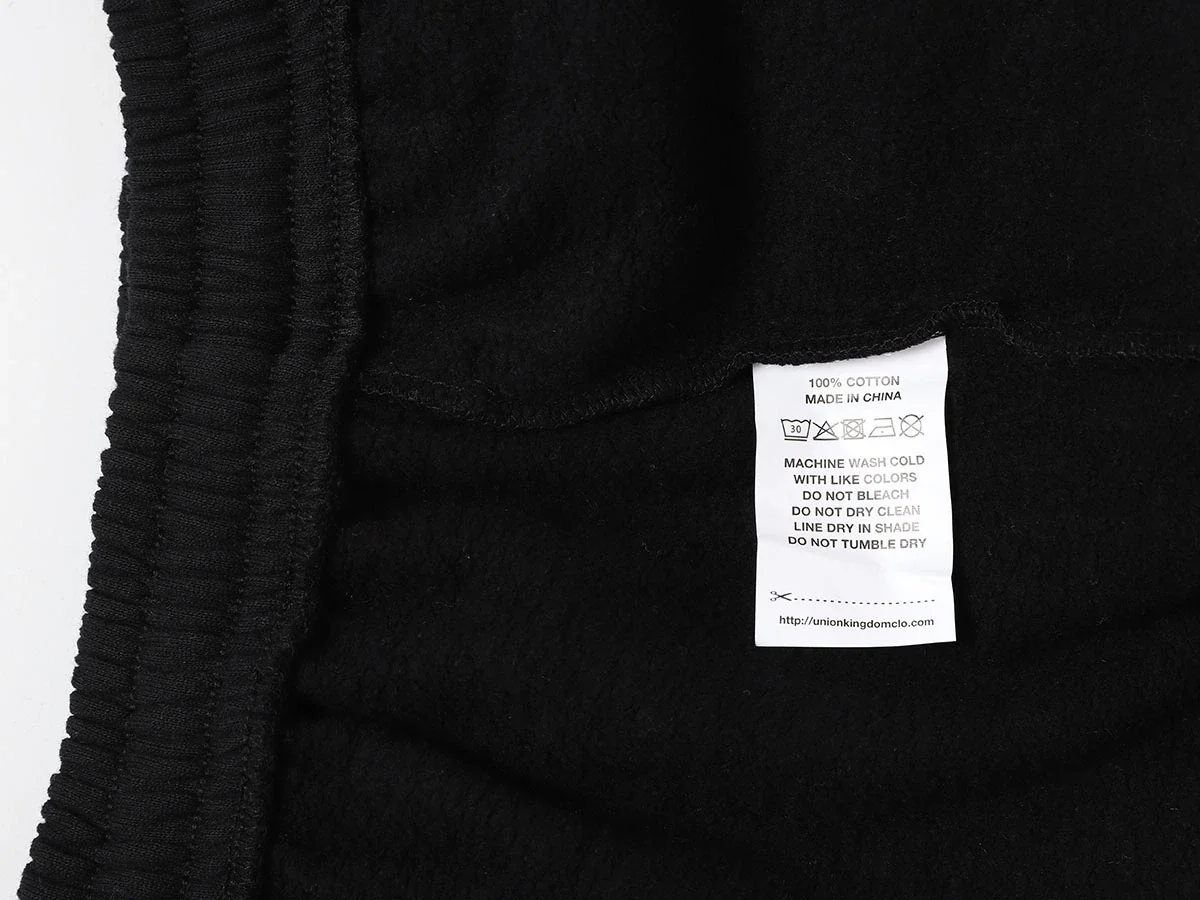 100% COTTON
MADE IN CHINA
30
MACHINE WASH COLD
WITH LIKE COLORS
DO NOT BLEACH
DO NOT DRY CLEAN
LINE DRY IN SHADE
DO NOT TUMBLE DRY
http://unionkingdomclo.com